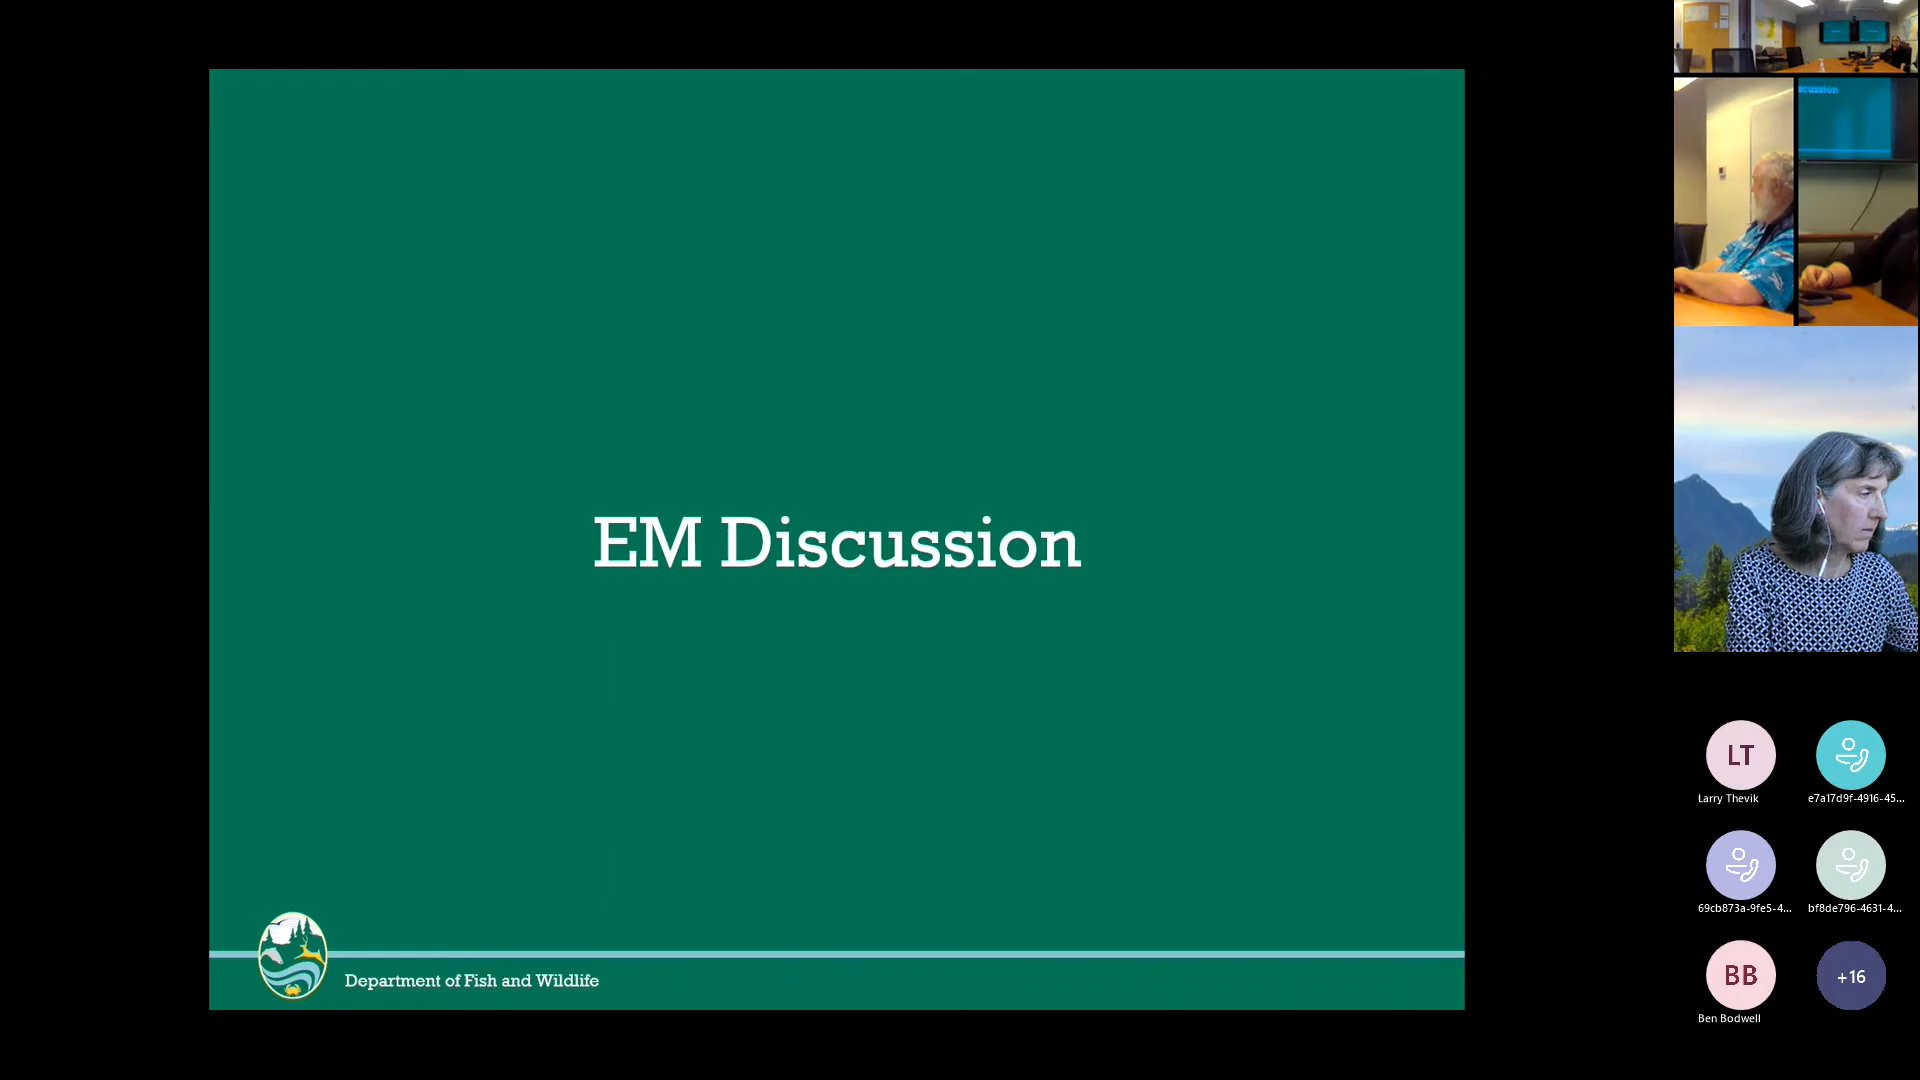 EM Discussion
Department of Fish and Wildlife
scussion
LT
Larry Thevik
e7a17d9f-4916-45...
69cb873a-9fe5-4...
bf8de796-4631-4...
BB
Ben Bodwell
+16